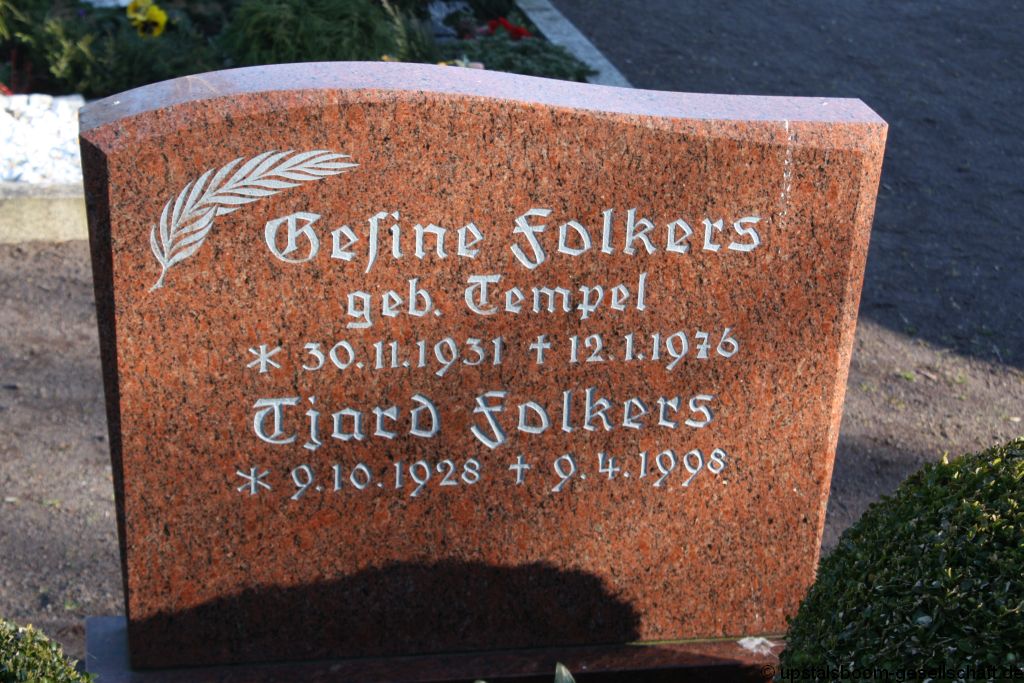 Gesine Folkers
geb. Tempel
* 30.11.1931 † 12.1.1976
Tjard Folkers
* 9.10.1928 † 9.4.1998
© upstalsboom-gesellschaft.de